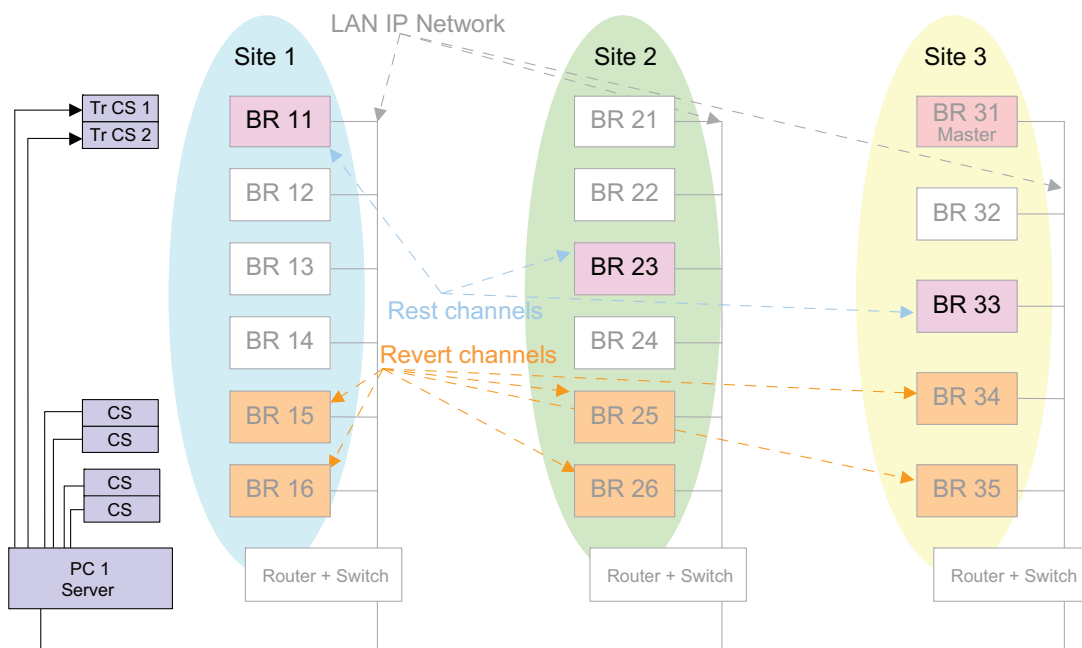 LAN IP Network
Site 1
Site 2
Site 3
Tr CS 1
Tr CS 2
BR 11
BR 12
BR 13
BR 14
BR 15
BR 16
BR 21
BR 22
BR 23
BR 24
BR 25
BR 26
BR 31
Master
BR 32
BR 33
BR 34
BR 35
Rest channels
Revert channels
CS
CS
CS
CS
PC 1
Server
Router + Switch
Router + Switch
Router + Switch